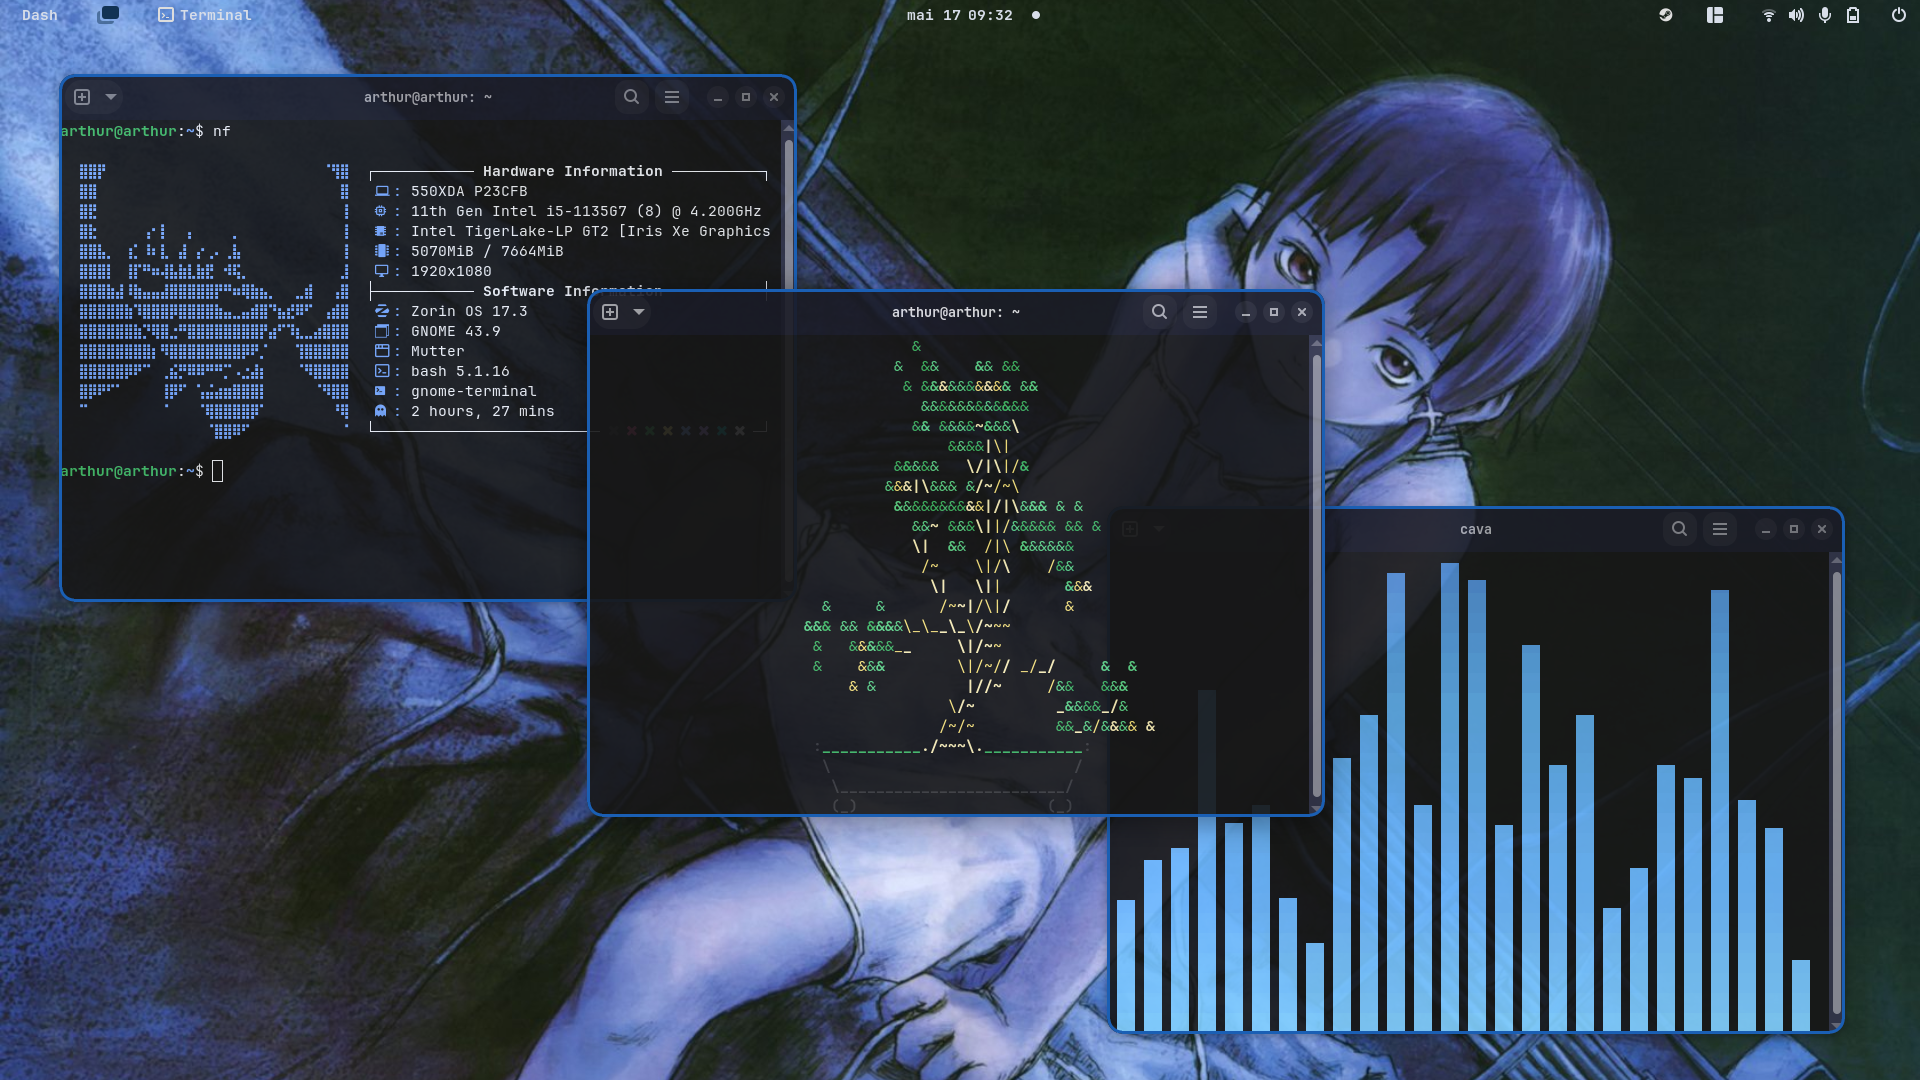 Dash
Terminal
mai 17 09:32
arthur@arthur: ~
arthur@arthur:~$ nf
Hardware Information
: 550XDA P23CFB
: 11th Gen Intel i5-1135G7 (8) @ 4.200GHz
: Intel TigerLake-LP GT2 [Iris Xe Graphics
: 5070MiB / 7664MiB
: 1920x1080
Software Information
: Zorin OS 17.3
: GNOME 43.9
: Mutter
: bash 5.1.16
: gnome-terminal
: 2 hours, 27 mins
arthur@arthur:~$
arthur@arthur: ~
cava